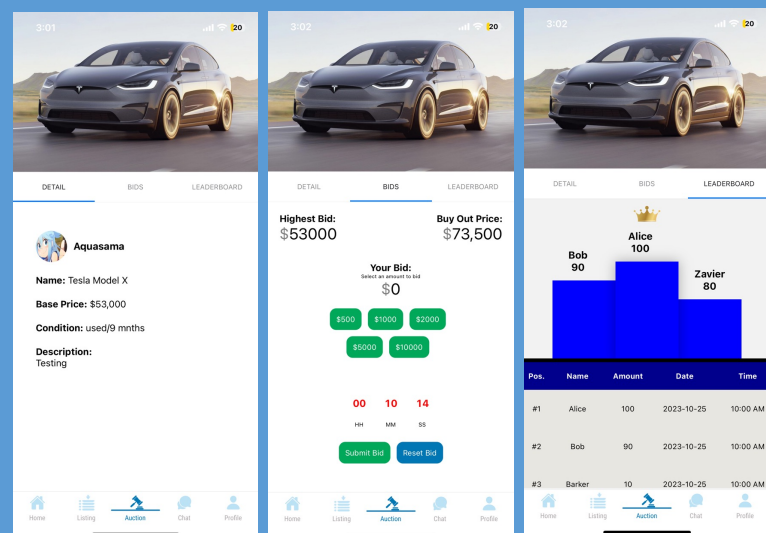 3:01
20
DETAIL BIDS LEADERBOARD
Aquasama
Name: Tesla Model X
Base Price: $53,000
Condition: used/9 mnths
Description:
Testing
Home Listing Auction Chat Profile
3:02
20
DETAIL BIDS LEADERBOARD
Highest Bid: Buy Out Price:
$53000 $73,500
Your Bid:
Select an amount to bid
$0
$500 $1000 $2000
$5000 $10000
00 10 14
HH MM SS
Submit Bid Reset Bid
Home Listing Auction Chat Profile
3:02
20
DETAIL BIDS LEADERBOARD
Alice
100
Bob
90
Zavier
80
Pos. Name Amount Date Time
#1 Alice 100 2023-10-25 10:00 AM
#2 Bob 90 2023-10-25 10:00 AM
#3 Barker 10 2023-10-25 10:00 AM
Home Listing Auction Chat Profile